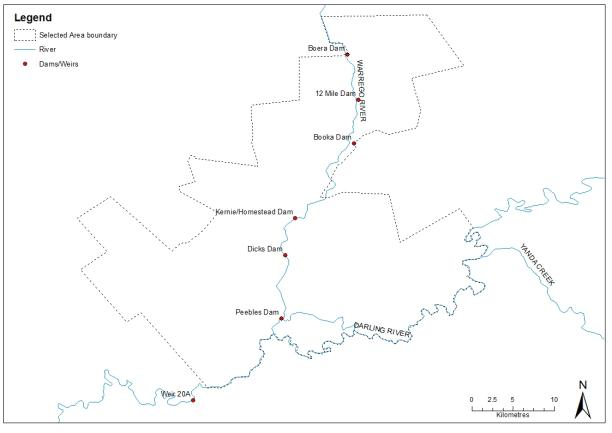 Legend
Selected Area boundary
River
Dams/Weirs
Boera Dam
WARREGO RIVER
12 Mile Dam
Booka Dam
Kernie/Homestead Dam
Dicks Dam
YANDA CREEK
Peebles Dam
DARLING RIVER
Weir 20A
N
0 2.5 5 10
Kilometres